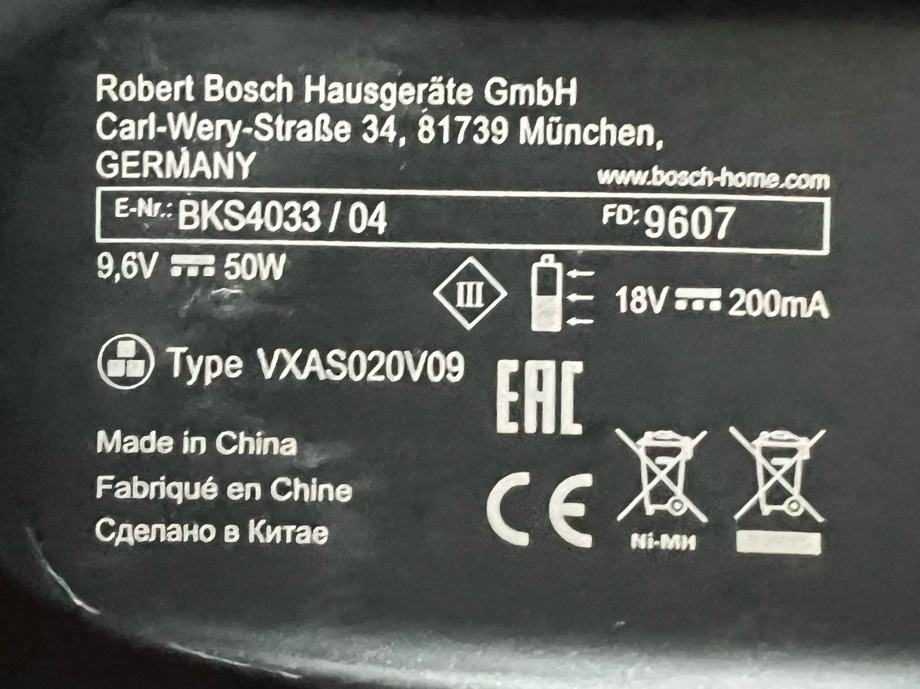 Robert Bosch Hausgeräte GmbH
Carl-Wery-Straße 34, 81739 München,
GERMANY
www.bosch-home.com
E-Nr.: BKS4033 / 04 FD: 9607
9,6V 50W
III
18V 200mA
Type VXAS020V09
EAC
Made in China
Fabriqué en Chine
Сделано в Китае
CE
Ni-MH